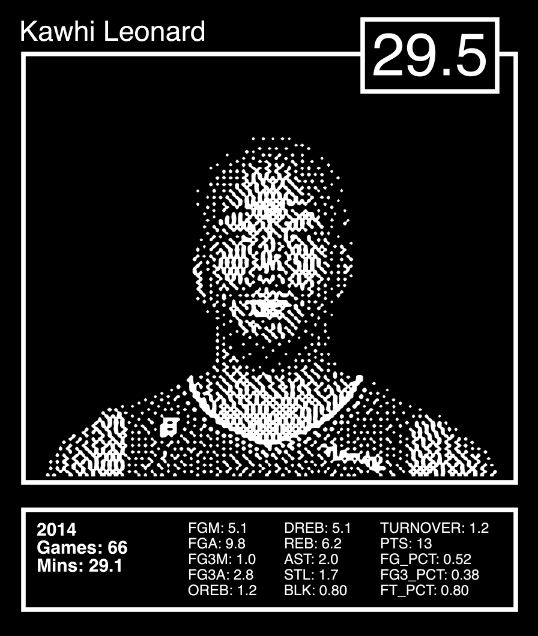 Kawhi Leonard
29.5
2014
Games: 66
Mins: 29.1
FGM: 5.1
FGA: 9.8
FG3M: 1.0
FG3A: 2.8
OREB: 1.2
DREB: 5.1
REB: 6.2
AST: 2.0
STL: 1.7
BLK: 0.80
TURNOVER: 1.2
PTS: 13
FG_PCT: 0.52
FG3_PCT: 0.38
FT_PCT: 0.80